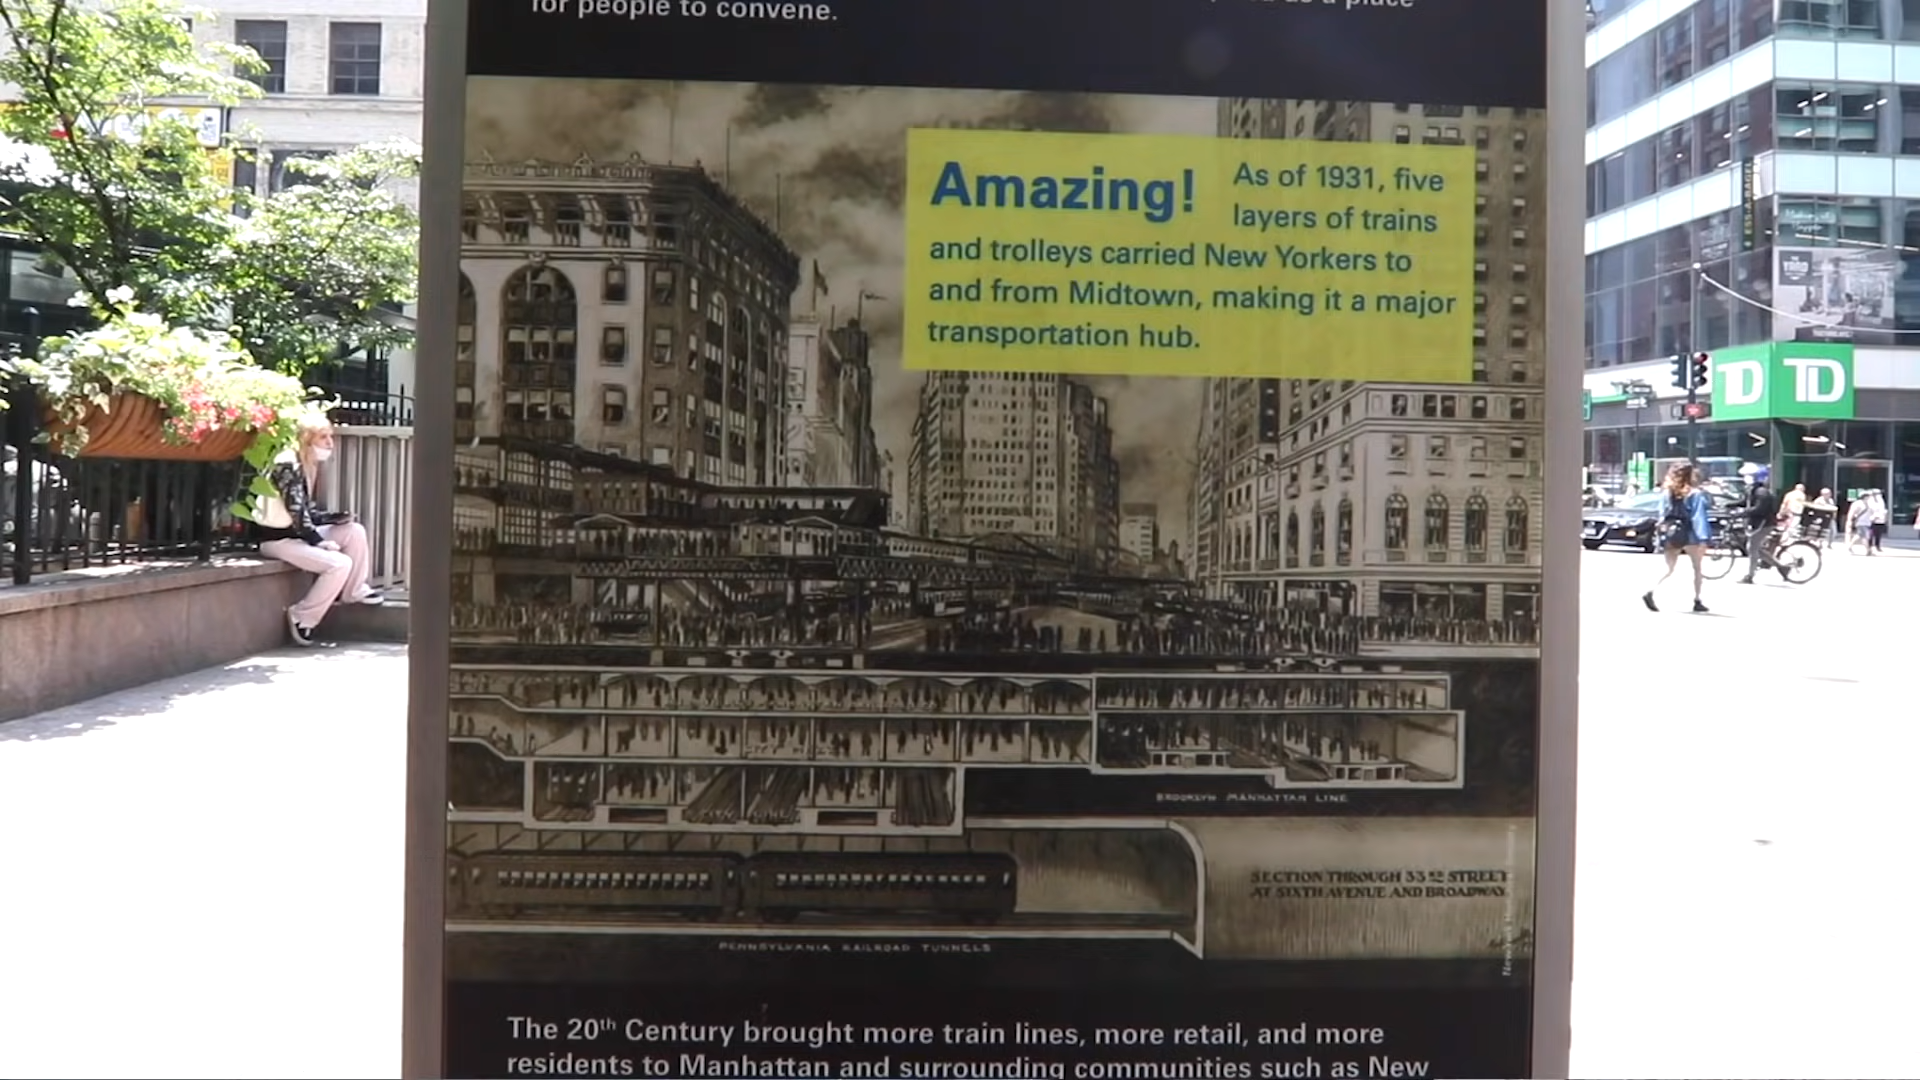 for people to convene.
as a place
Amazing!
As of 1931, five
layers of trains
and trolleys carried New Yorkers to
and from Midtown, making it a major
transportation hub.
TD TD
BROOKLYN MANHATTAN LINE
SECTION THROUGH 33RD STREET
AT SIXTH AVENUE AND BROADWAY
PENNSYLVANIA RAILROAD TUNNELS
The 20th Century brought more train lines, more retail, and more
residents to Manhattan and surrounding communities such as New